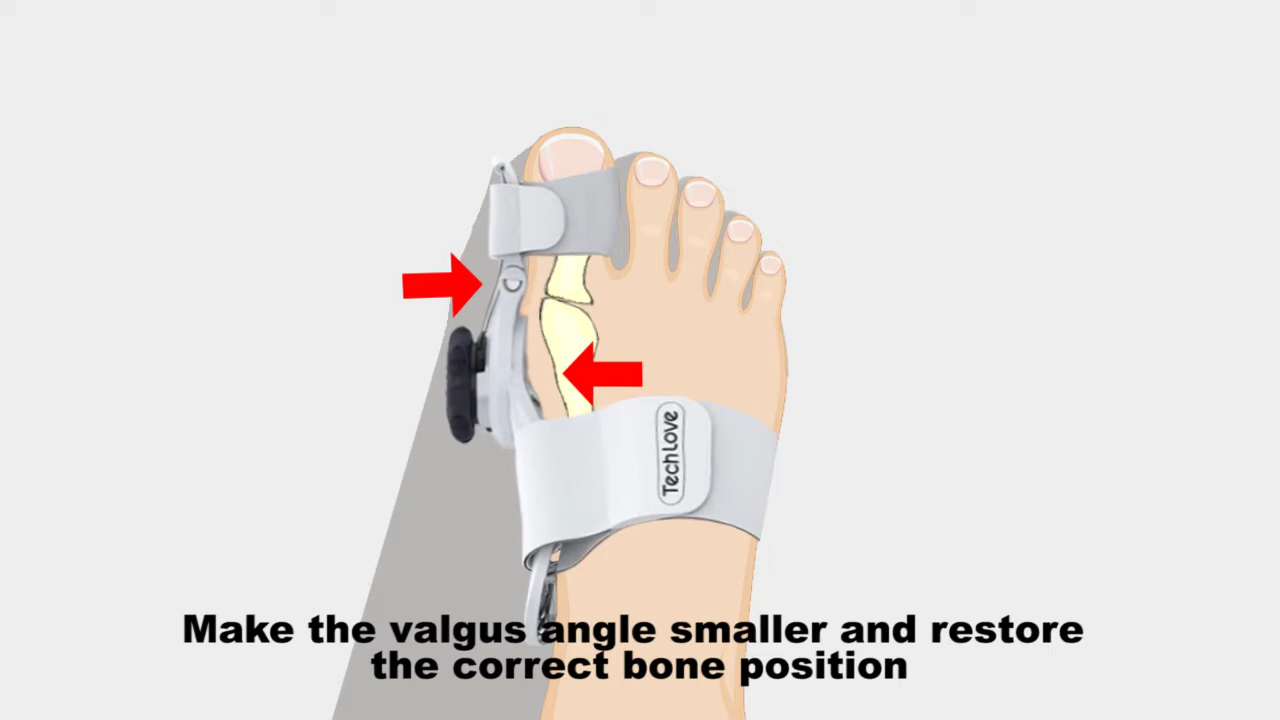 TechLove
Make the valgus angle smaller and restore
the correct bone position